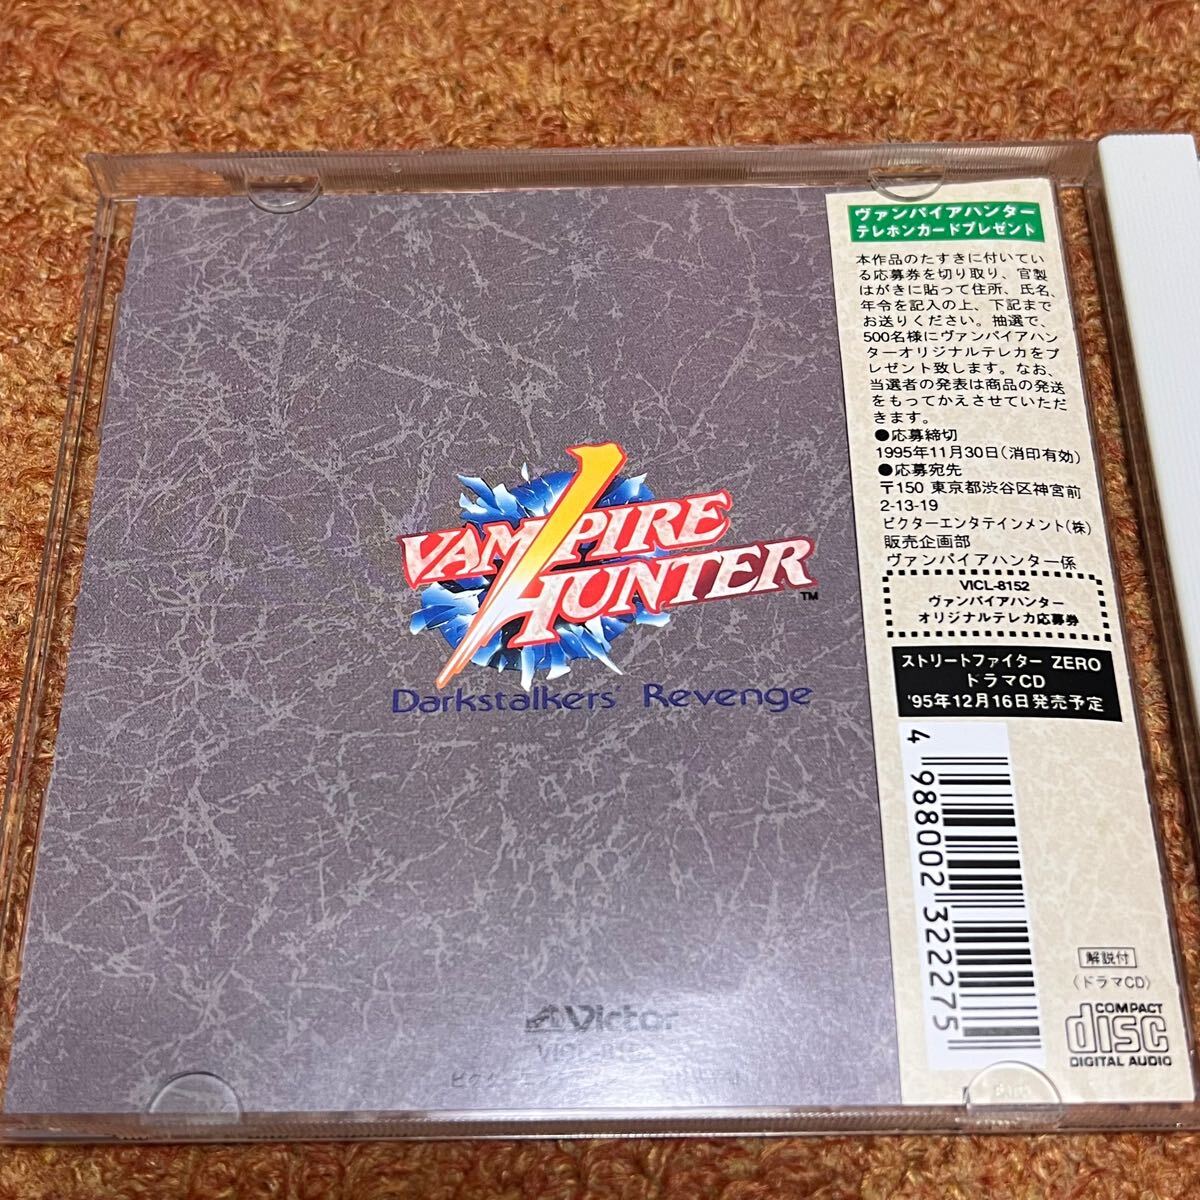 VAMPIRE
HUNTER
TM
Darkstalkers' Revenge
Victor
ヴァンパイアハンター
テレホンカードプレゼント
本作品のたすきに付いてい
る応募券を切り取り、官製
はがきに貼って住所、氏名、
年令を記入の上、下記まで
お送りください。抽選で、
500名様にヴァンパイアハン
ターオリジナルテレカをプ
レゼント致します。なお、
当選者の発表は商品の発送
をもってかえさせていただ
きます。
●応募締切
1995年11月30日(消印有効)
●応募宛先
〒150 東京都渋谷区神宮前
2-13-19
ビクターエンタテインメント(株)
販売企画部
ヴァンパイアハンター係
VICL-8152
ヴァンパイアハンター
オリジナルテレカ応募券
ストリートファイター ZERO
ドラマCD
'95年12月16日発売予定
4 988002 322275
解説付
〈ドラマCD〉
COMPACT
disc
DIGITAL AUDIO